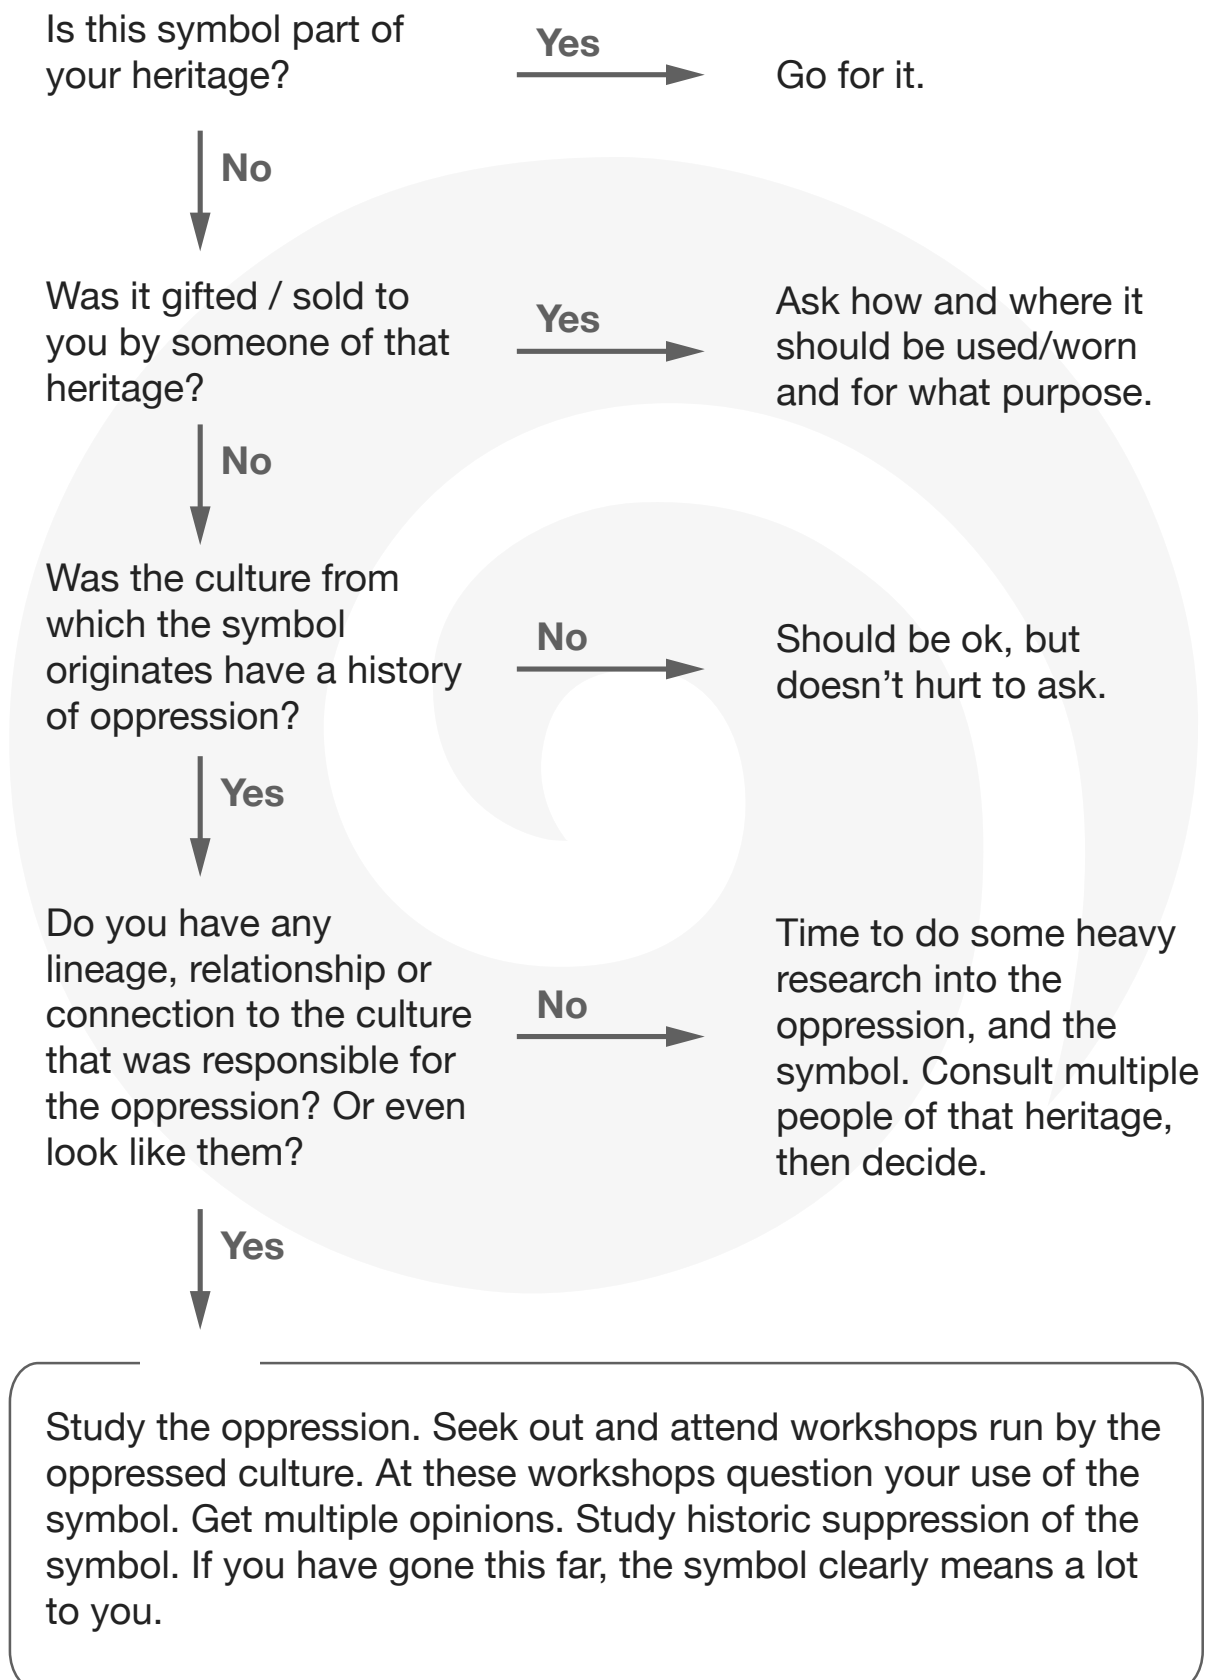 Is this symbol part of
your heritage?
Yes
Go for it.
No
Was it gifted / sold to
you by someone of that
heritage?
Yes
Ask how and where it
should be used/worn
and for what purpose.
No
Was the culture from
which the symbol
originates have a history
of oppression?
No
Should be ok, but
doesn’t hurt to ask.
Yes
Do you have any
lineage, relationship or
connection to the culture
that was responsible for
the oppression? Or even
look like them?
No
Time to do some heavy
research into the
oppression, and the
symbol. Consult multiple
people of that heritage,
then decide.
Yes
Study the oppression. Seek out and attend workshops run by the
oppressed culture. At these workshops question your use of the
symbol. Get multiple opinions. Study historic suppression of the
symbol. If you have gone this far, the symbol clearly means a lot
to you.